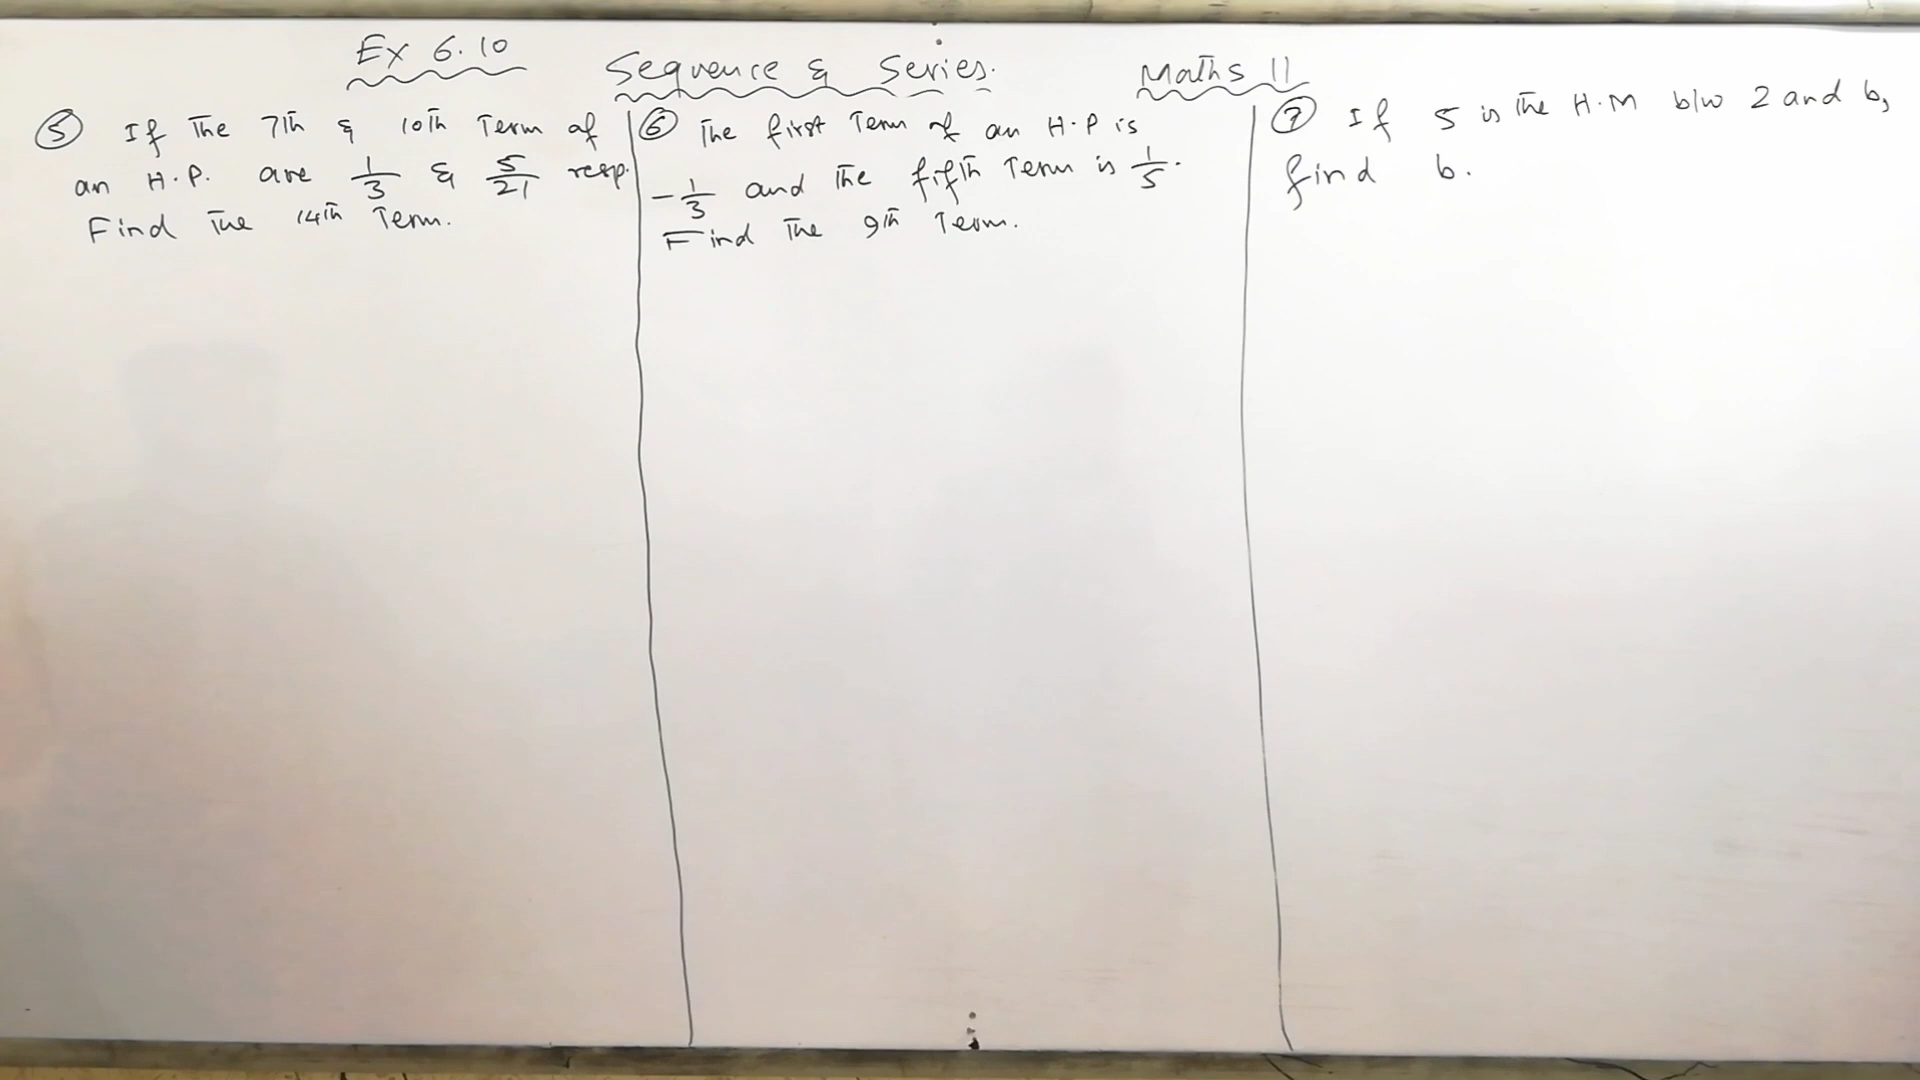 Ex 6.10
Sequence & Series.
Maths 11
⑤ If the 7th & 10th Term of
an H.P. are 1/3 & 5/21 resp.
Find the 14th Term.
⑥ The first Term of an H.P is
-1/3 and the fifth Term is 1/5.
Find the 9th Term.
⑦ If 5 is the H.M b/w 2 and b,
find b.